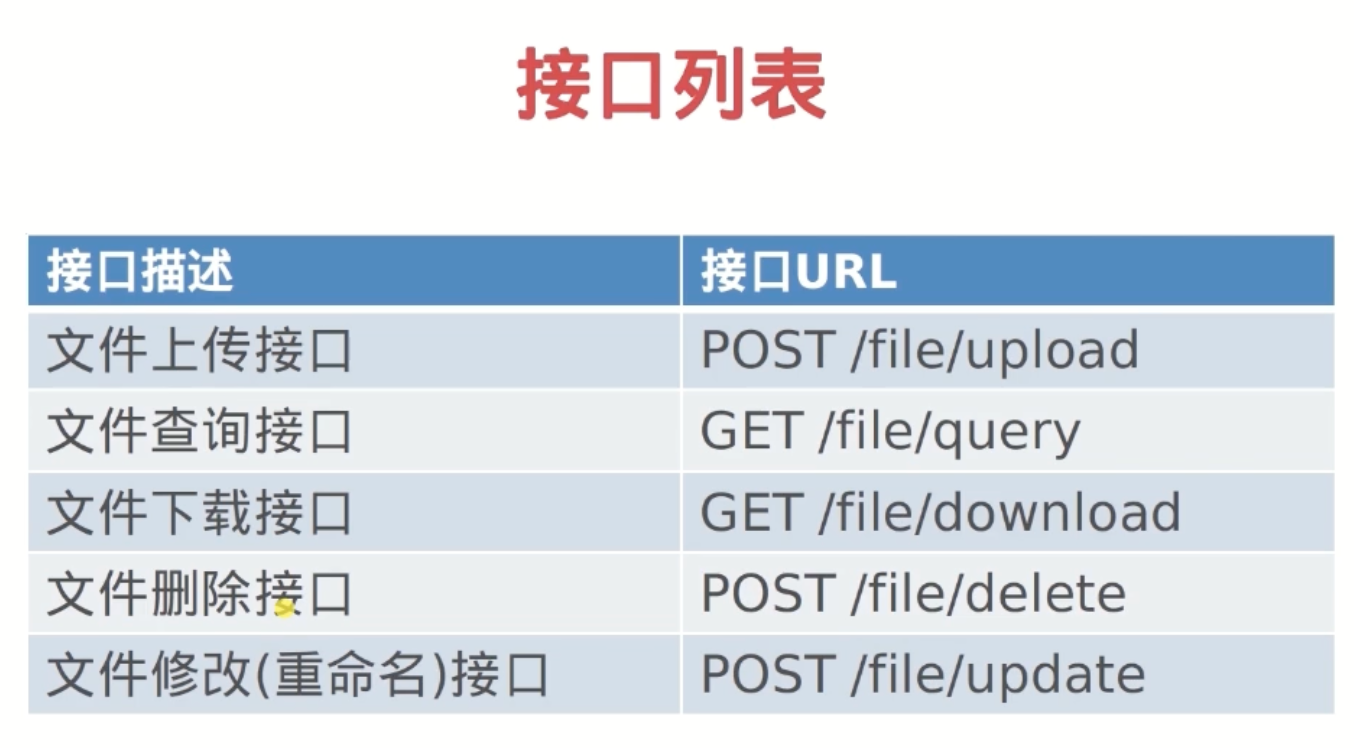 接口列表
接口描述 接口URL
文件上传接口 POST /file/upload
文件查询接口 GET /file/query
文件下载接口 GET /file/download
文件删除接口 POST /file/delete
文件修改(重命名)接口 POST /file/update